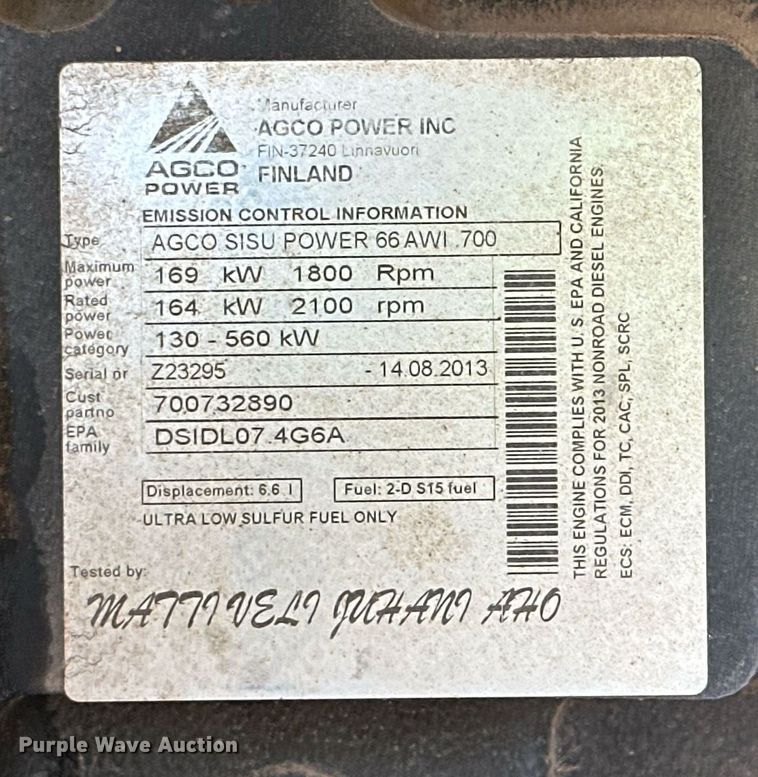 AGCO
POWER
Manufacturer
AGCO POWER INC
FIN-37240 Linnavuori
FINLAND
EMISSION CONTROL INFORMATION
Type AGCO SISU POWER 66 AWI .700
Maximum power 169 kW 1800 Rpm
Rated power 164 kW 2100 rpm
Power category 130 - 560 kW
Serial nr Z23295 - 14.08.2013
Cust partno 700732890
EPA family DSIDL07.4G6A
Displacement: 6.6 l Fuel: 2-D S15 fuel
ULTRA LOW SULFUR FUEL ONLY
Tested by:
MATTI VELI JUHANI AHO
THIS ENGINE COMPLIES WITH U. S. EPA AND CALIFORNIA
REGULATIONS FOR 2013 NONROAD DIESEL ENGINES
ECS: ECM, DDI, TC, CAC, SPL, SCRC
Purple Wave Auction